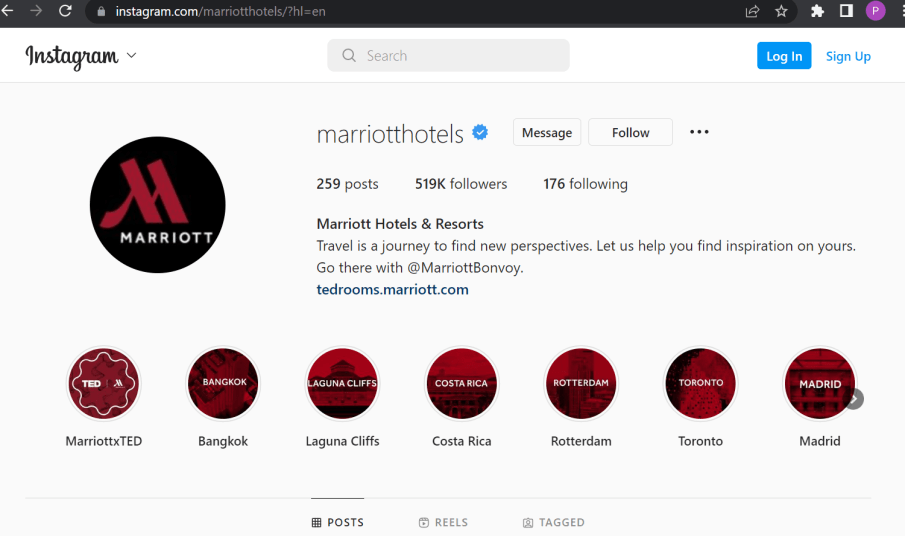 instagram.com/marriotthotels/?hl=en
P
Instagram
Search
Log In
Sign Up
marriotthotels
Message
Follow
MARRIOTT
259 posts
519K followers
176 following
Marriott Hotels & Resorts
Travel is a journey to find new perspectives. Let us help you find inspiration on yours.
Go there with @MarriottBonvoy.
tedrooms.marriott.com
TED
BANGKOK
LAGUNA CLIFFS
COSTA RICA
ROTTERDAM
TORONTO
MADRID
MarriottxTED
Bangkok
Laguna Cliffs
Costa Rica
Rotterdam
Toronto
Madrid
POSTS
REELS
TAGGED